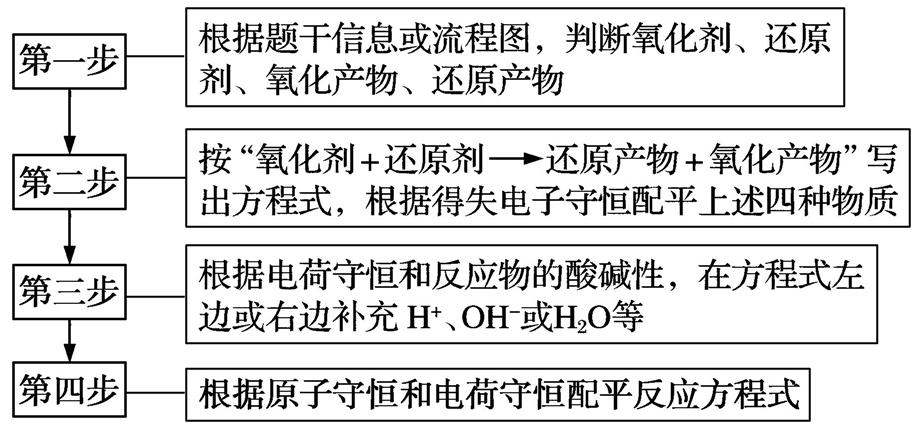 第一步
根据题干信息或流程图，判断氧化剂、还原
剂、氧化产物、还原产物
第二步
按“氧化剂+还原剂⟶还原产物+氧化产物”写
出方程式，根据得失电子守恒配平上述四种物质
第三步
根据电荷守恒和反应物的酸碱性，在方程式左
边或右边补充 H⁺、OH⁻或H₂O等
第四步
根据原子守恒和电荷守恒配平反应方程式